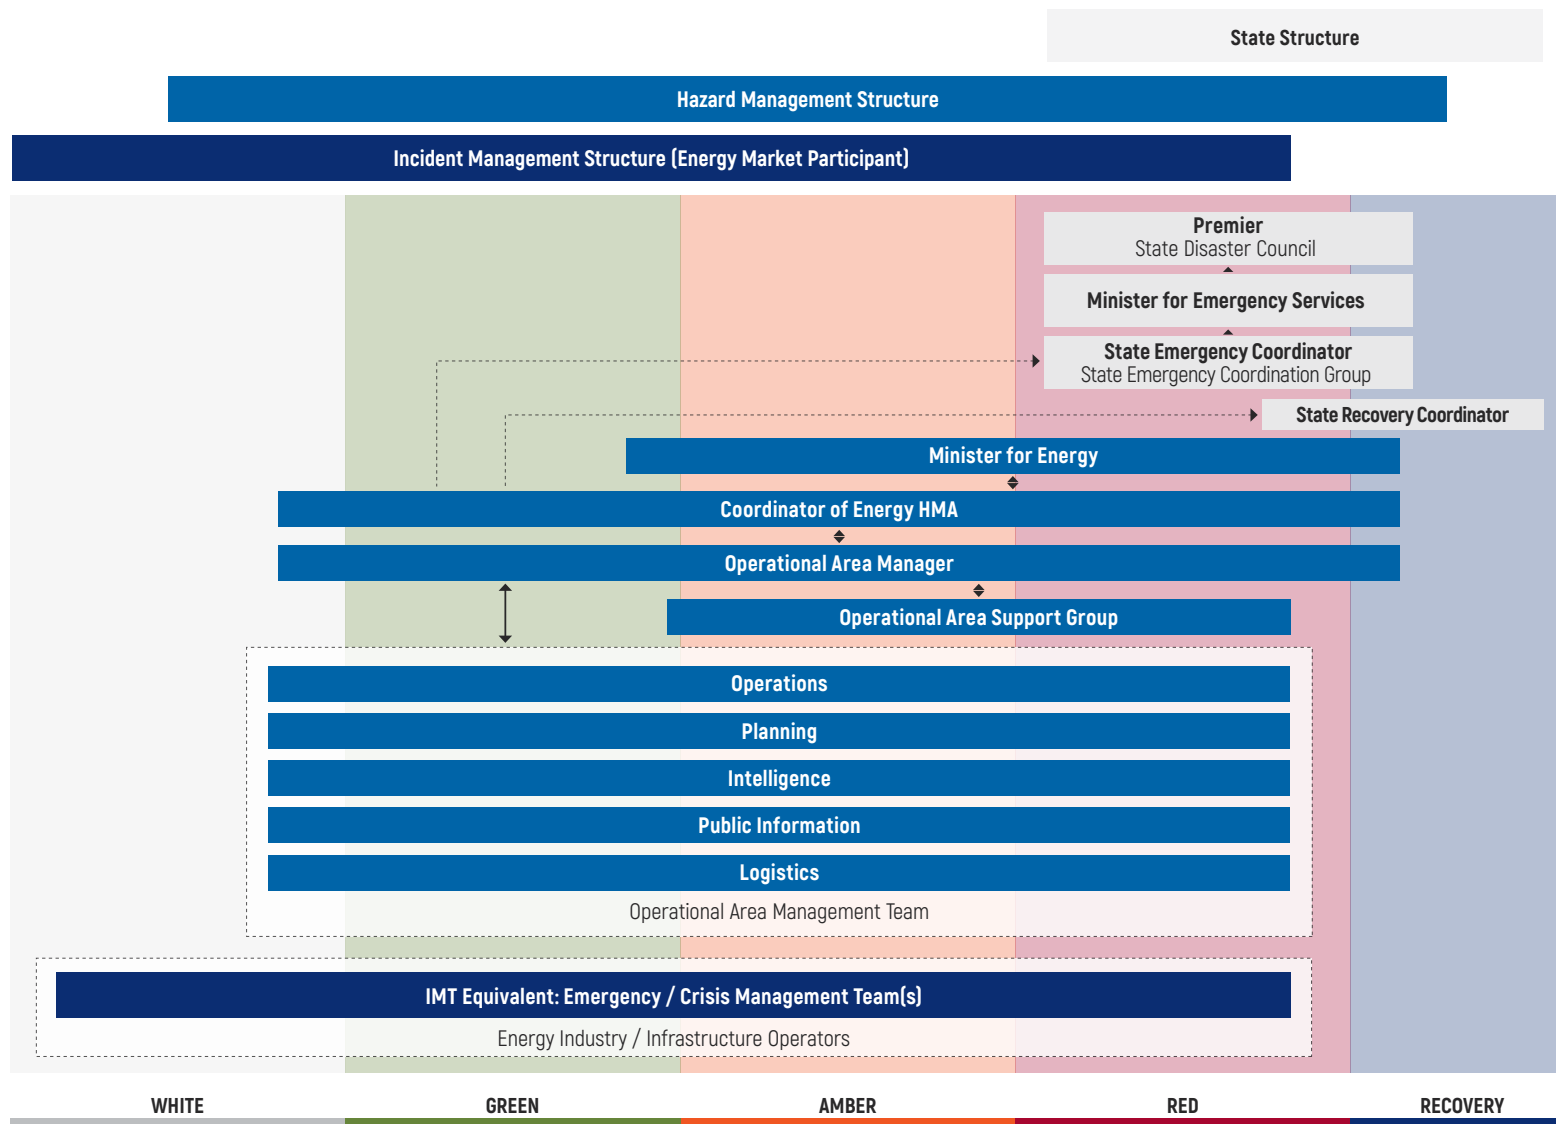 State Structure
Hazard Management Structure
Incident Management Structure (Energy Market Participant)
Premier
State Disaster Council
Minister for Emergency Services
State Emergency Coordinator
State Emergency Coordination Group
State Recovery Coordinator
Minister for Energy
Coordinator of Energy HMA
Operational Area Manager
Operational Area Support Group
Operations
Planning
Intelligence
Public Information
Logistics
Operational Area Management Team
IMT Equivalent: Emergency / Crisis Management Team(s)
Energy Industry / Infrastructure Operators
WHITE
GREEN
AMBER
RED
RECOVERY